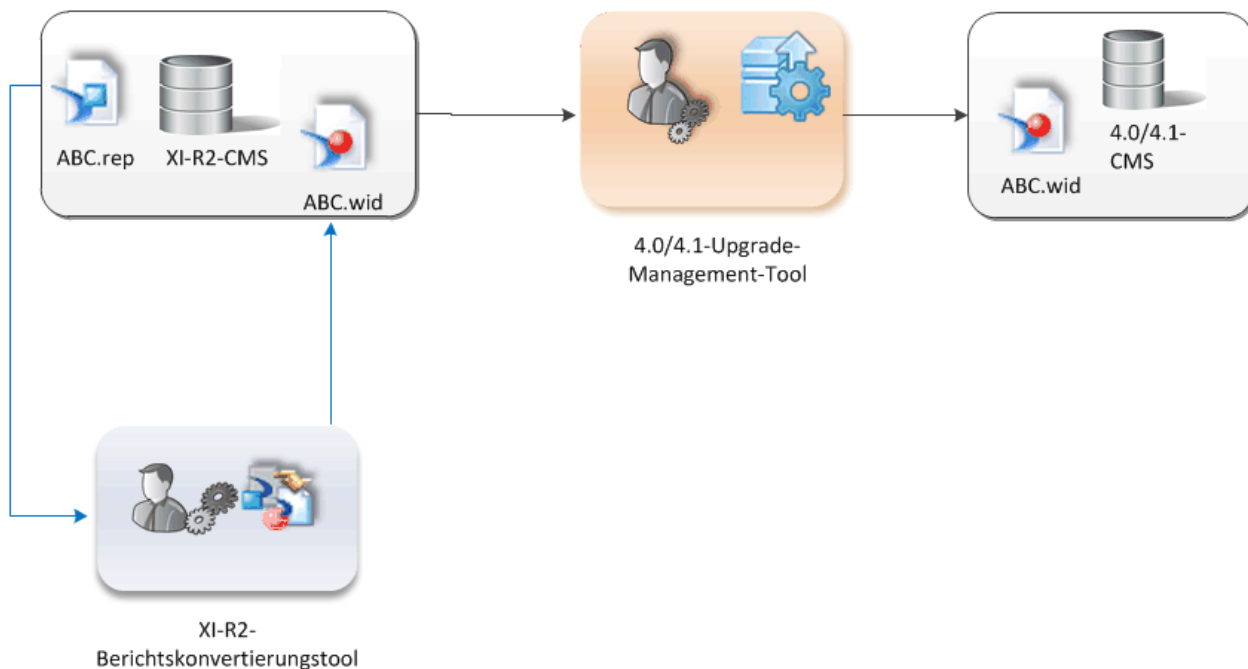 ABC.rep
XI-R2-CMS
ABC.wid
4.0/4.1-Upgrade-
Management-Tool
ABC.wid
4.0/4.1-
CMS
XI-R2-
Berichtskonvertierungstool